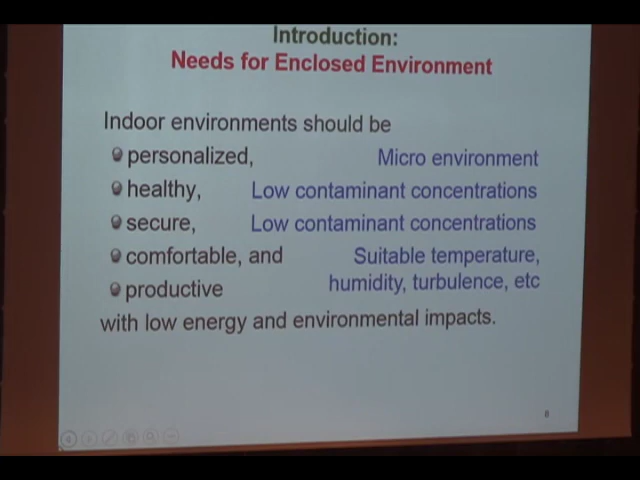 Introduction:
Needs for Enclosed Environment
Indoor environments should be
personalized, Micro environment
healthy, Low contaminant concentrations
secure, Low contaminant concentrations
comfortable, and Suitable temperature,
productive humidity, turbulence, etc
with low energy and environmental impacts.
8